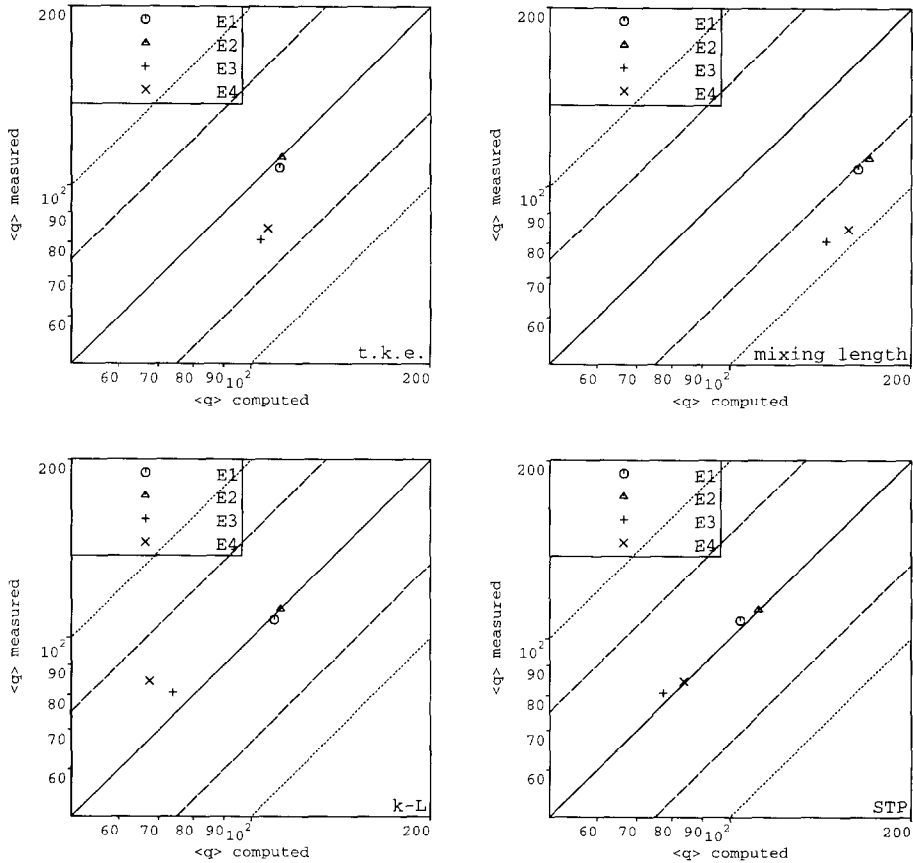 200
E1
E2
E3
E4
10²
90
80
70
60
<q> measured
t.k.e.
60 70 80 90 10² 200
<q> computed
200
E1
E2
E3
E4
10²
90
80
70
60
<q> measured
mixing length
60 70 80 90 10² 200
<q> computed
200
E1
E2
E3
E4
10²
90
80
70
60
<q> measured
k-L
60 70 80 90 10² 200
<q> computed
200
E1
E2
E3
E4
10²
90
80
70
60
<q> measured
STP
60 70 80 90 10² 200
<q> computed